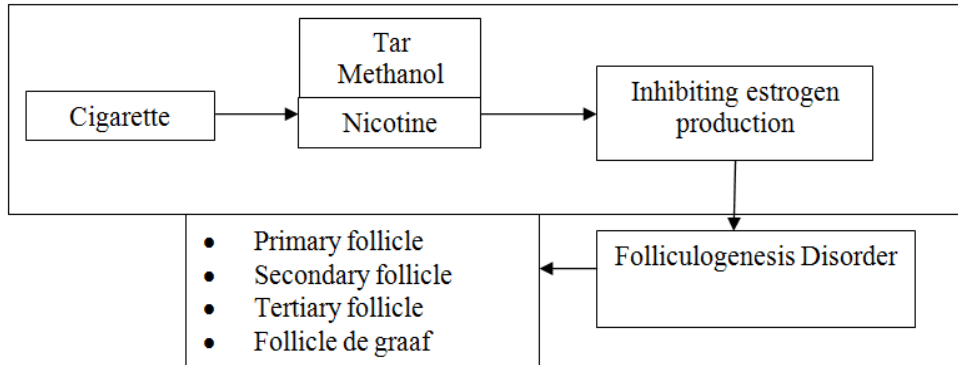 Cigarette
Tar
Methanol
Nicotine
Inhibiting estrogen
production
Folliculogenesis Disorder
• Primary follicle
• Secondary follicle
• Tertiary follicle
• Follicle de graaf